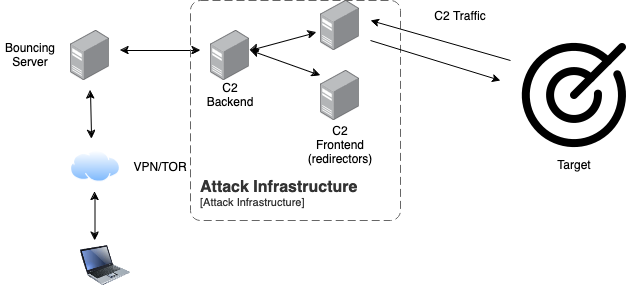 C2 Traffic
Bouncing
Server
C2
Backend
C2
Frontend
(redirectors)
Target
VPN/TOR
Attack Infrastructure
[Attack Infrastructure]